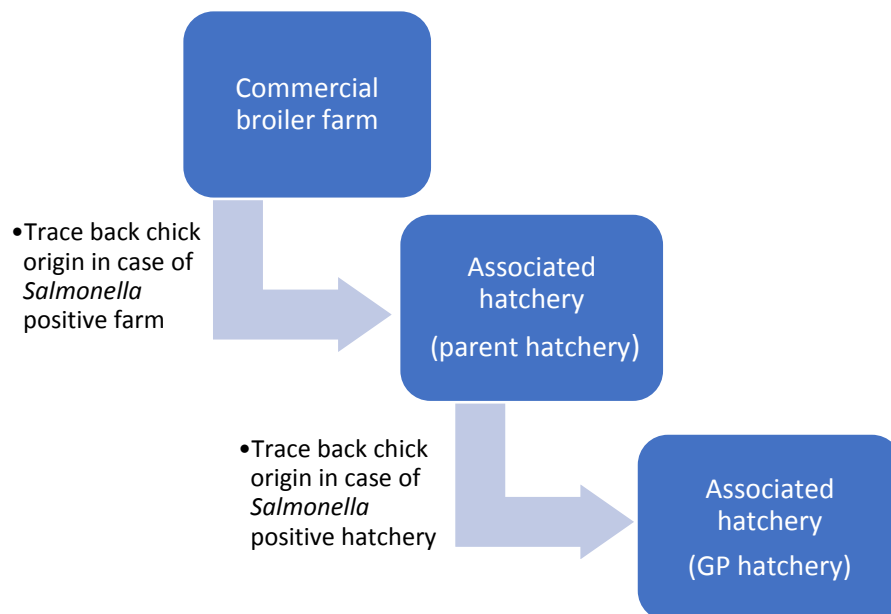 Commercial
broiler farm
•Trace back chick
origin in case of
Salmonella
positive farm
Associated
hatchery
(parent hatchery)
•Trace back chick
origin in case of
Salmonella
positive hatchery
Associated
hatchery
(GP hatchery)